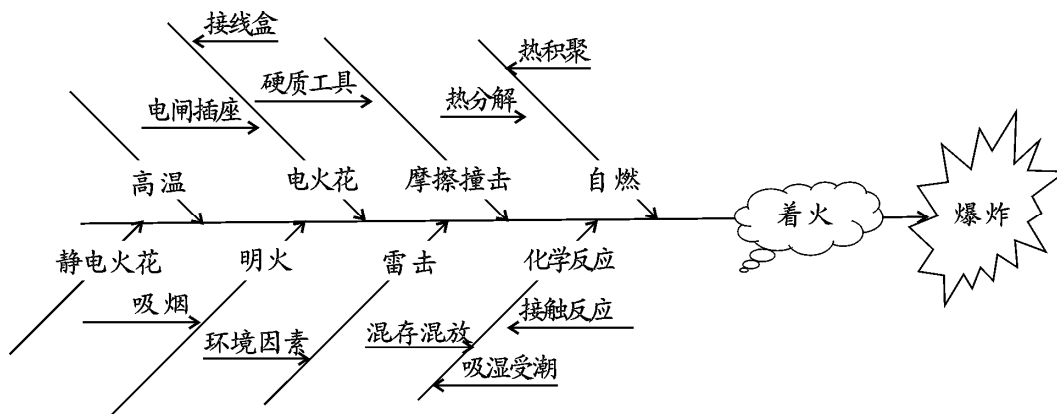 接线盒
热积聚
硬质工具
电闸插座
热分解
高温
电火花
摩擦撞击
自燃
着火
爆炸
静电火花
明火
雷击
化学反应
吸烟
接触反应
环境因素
混存混放
吸湿受潮